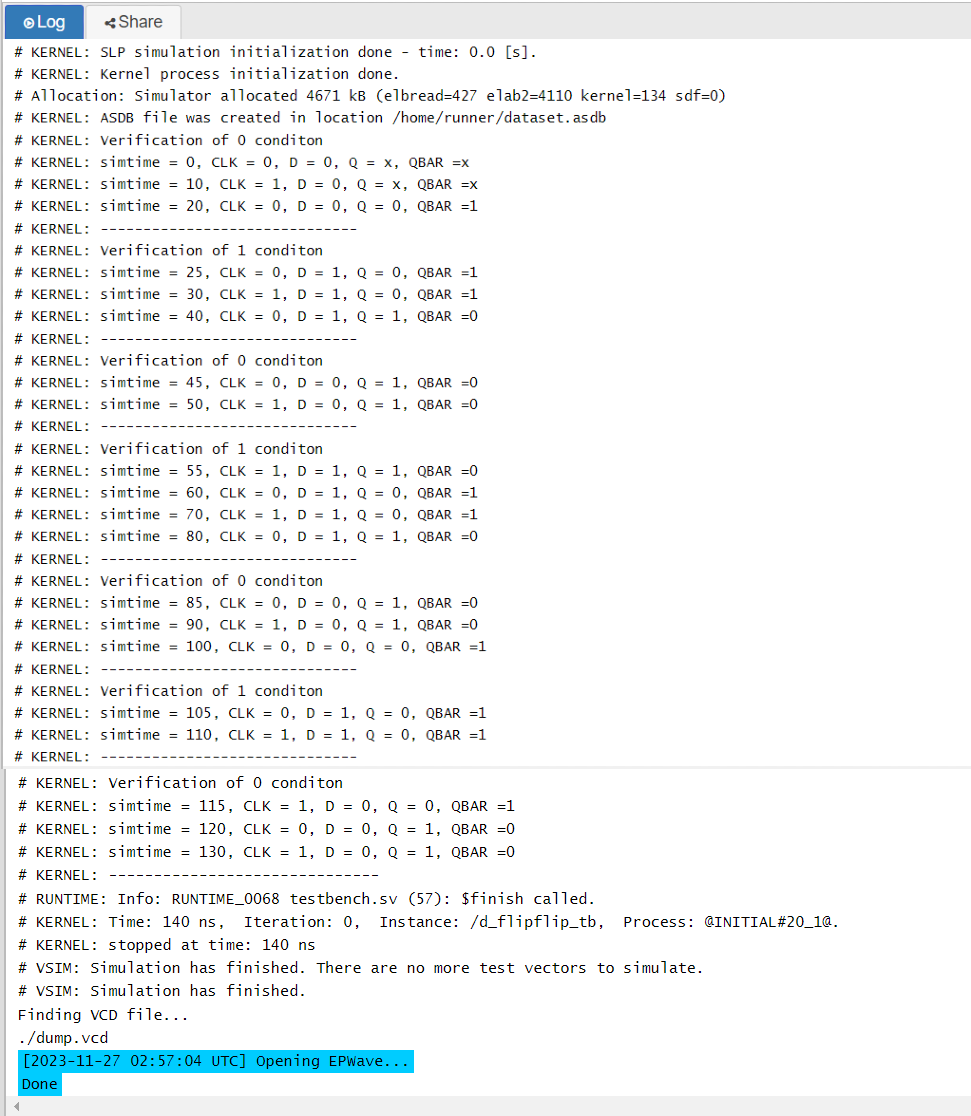 Log
Share
# KERNEL: SLP simulation initialization done - time: 0.0 [s].
# KERNEL: Kernel process initialization done.
# Allocation: Simulator allocated 4671 kB (elbread=427 elab2=4110 kernel=134 sdf=0)
# KERNEL: ASDB file was created in location /home/runner/dataset.asdb
# KERNEL: Verification of 0 conditon
# KERNEL: simtime = 0, CLK = 0, D = 0, Q = x, QBAR =x
# KERNEL: simtime = 10, CLK = 1, D = 0, Q = x, QBAR =x
# KERNEL: simtime = 20, CLK = 0, D = 0, Q = 0, QBAR =1
# KERNEL: ------------------------------
# KERNEL: Verification of 1 conditon
# KERNEL: simtime = 25, CLK = 0, D = 1, Q = 0, QBAR =1
# KERNEL: simtime = 30, CLK = 1, D = 1, Q = 0, QBAR =1
# KERNEL: simtime = 40, CLK = 0, D = 1, Q = 1, QBAR =0
# KERNEL: ------------------------------
# KERNEL: Verification of 0 conditon
# KERNEL: simtime = 45, CLK = 0, D = 0, Q = 1, QBAR =0
# KERNEL: simtime = 50, CLK = 1, D = 0, Q = 1, QBAR =0
# KERNEL: ------------------------------
# KERNEL: Verification of 1 conditon
# KERNEL: simtime = 55, CLK = 1, D = 1, Q = 1, QBAR =0
# KERNEL: simtime = 60, CLK = 0, D = 1, Q = 0, QBAR =1
# KERNEL: simtime = 70, CLK = 1, D = 1, Q = 0, QBAR =1
# KERNEL: simtime = 80, CLK = 0, D = 1, Q = 1, QBAR =0
# KERNEL: ------------------------------
# KERNEL: Verification of 0 conditon
# KERNEL: simtime = 85, CLK = 0, D = 0, Q = 1, QBAR =0
# KERNEL: simtime = 90, CLK = 1, D = 0, Q = 1, QBAR =0
# KERNEL: simtime = 100, CLK = 0, D = 0, Q = 0, QBAR =1
# KERNEL: ------------------------------
# KERNEL: Verification of 1 conditon
# KERNEL: simtime = 105, CLK = 0, D = 1, Q = 0, QBAR =1
# KERNEL: simtime = 110, CLK = 1, D = 1, Q = 0, QBAR =1
# KERNEL: ------------------------------
# KERNEL: Verification of 0 conditon
# KERNEL: simtime = 115, CLK = 1, D = 0, Q = 0, QBAR =1
# KERNEL: simtime = 120, CLK = 0, D = 0, Q = 1, QBAR =0
# KERNEL: simtime = 130, CLK = 1, D = 0, Q = 1, QBAR =0
# KERNEL: ------------------------------
# RUNTIME: Info: RUNTIME_0068 testbench.sv (57): $finish called.
# KERNEL: Time: 140 ns,  Iteration: 0,  Instance: /d_flipflip_tb,  Process: @INITIAL#20_1@.
# KERNEL: stopped at time: 140 ns
# VSIM: Simulation has finished. There are no more test vectors to simulate.
# VSIM: Simulation has finished.
Finding VCD file...
./dump.vcd
[2023-11-27 02:57:04 UTC] Opening EPWave...
Done